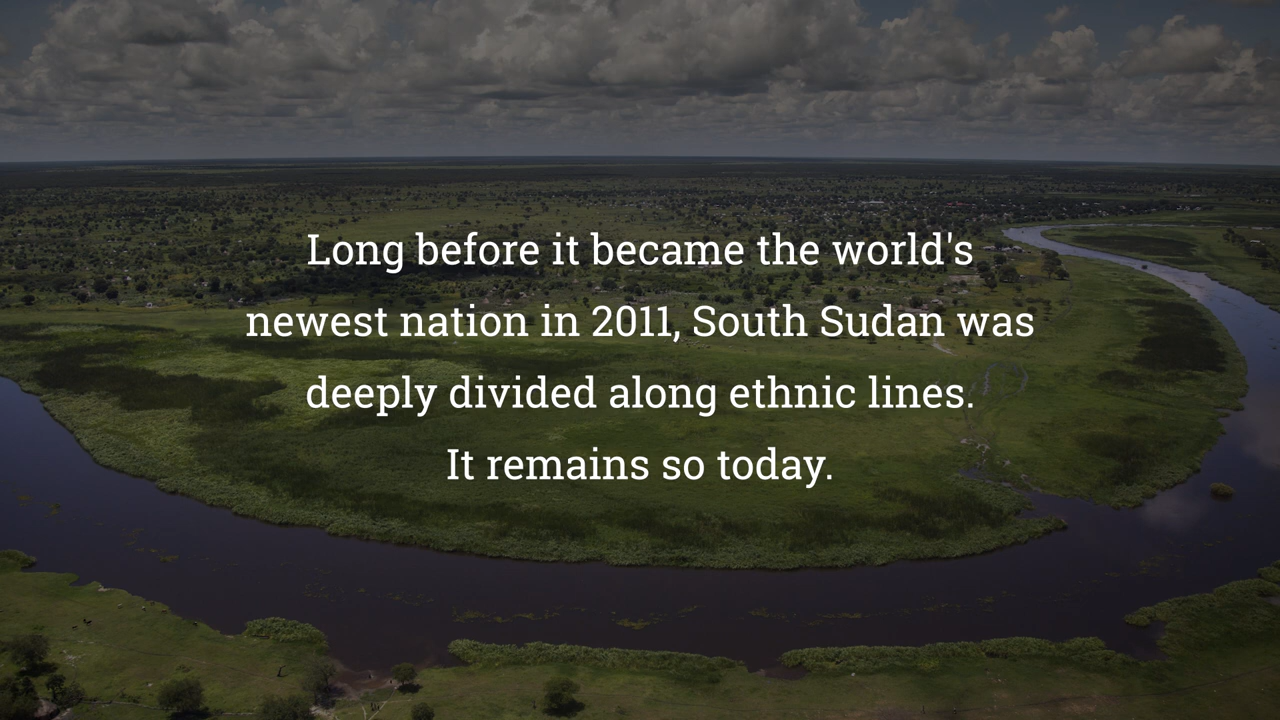 Long before it became the world's
newest nation in 2011, South Sudan was
deeply divided along ethnic lines.
It remains so today.